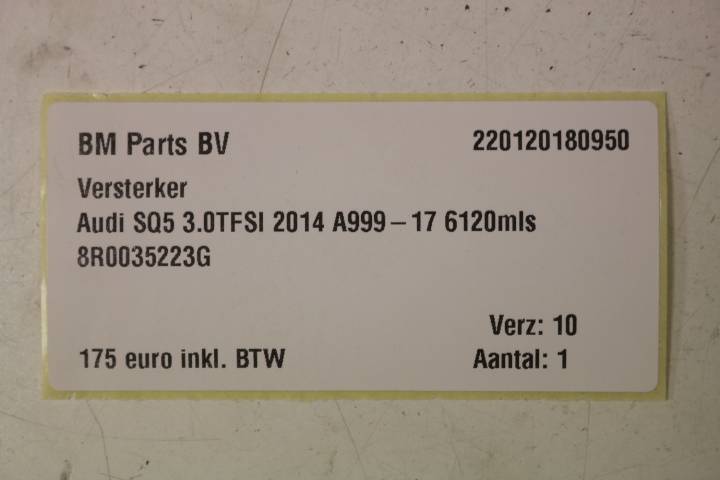 BM Parts BV 220120180950
Versterker
Audi SQ5 3.0TFSI 2014 A999 – 17 6120mls
8R0035223G
Verz: 10
175 euro inkl. BTW Aantal: 1